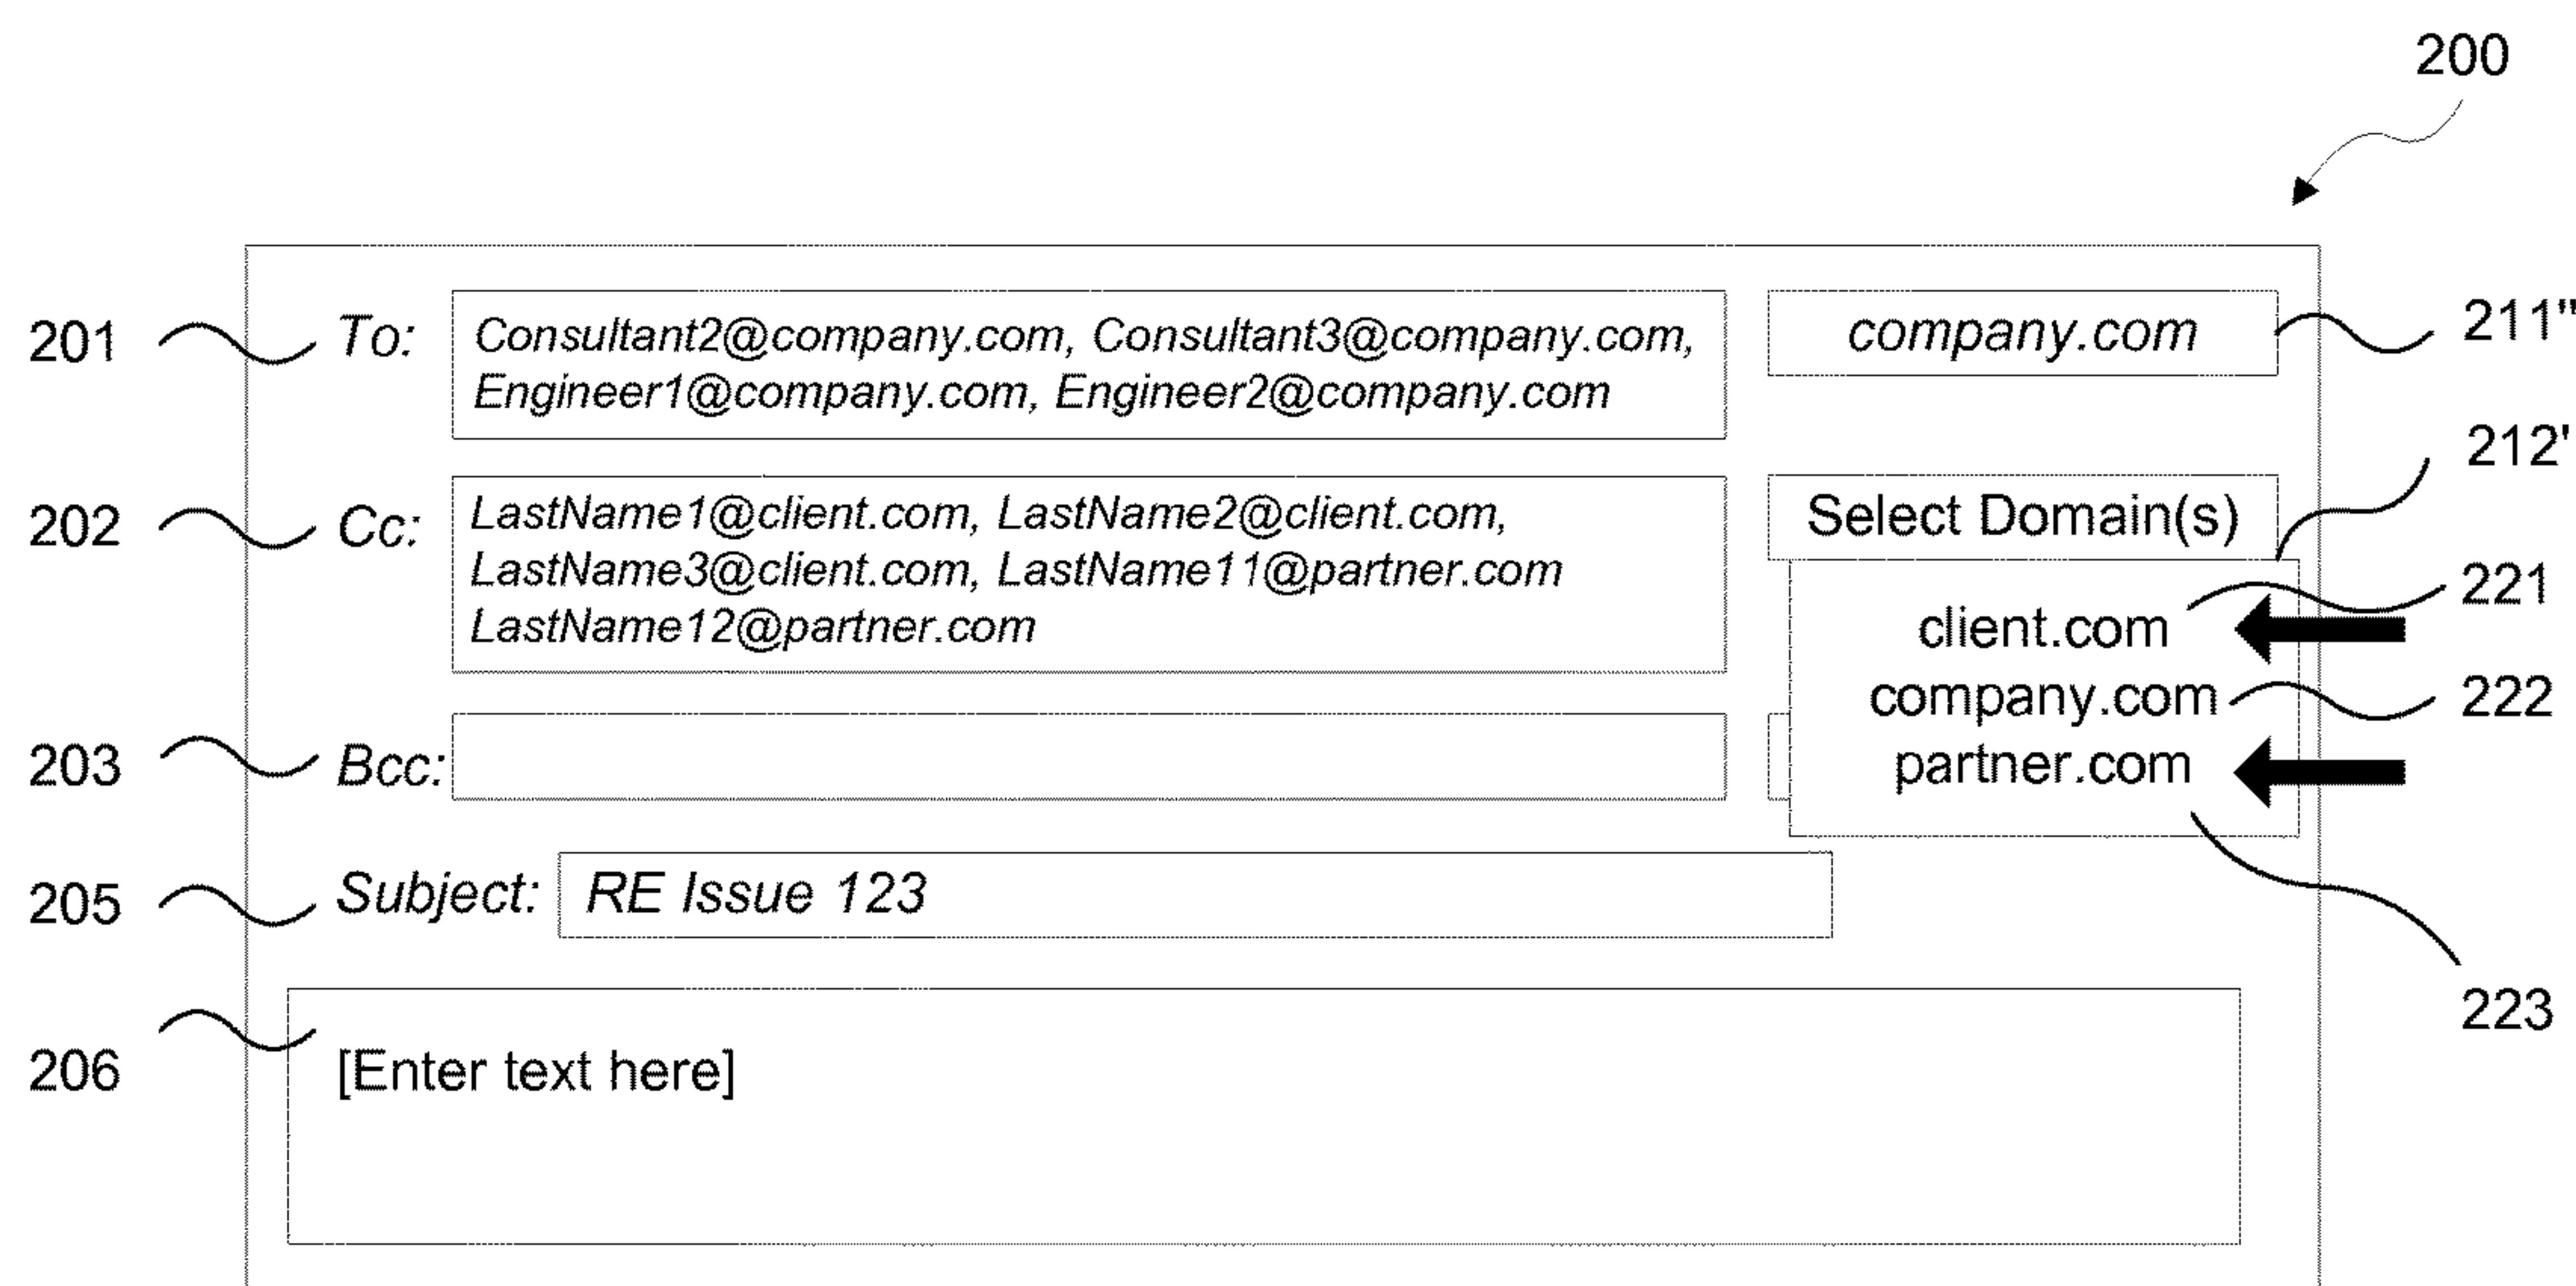 200
201 To: Consultant2@company.com, Consultant3@company.com, company.com 211"
Engineer1@company.com, Engineer2@company.com
212'
202 Cc: LastName1@client.com, LastName2@client.com, Select Domain(s)
LastName3@client.com, LastName11@partner.com 221
LastName12@partner.com client.com
company.com 222
203 Bcc: partner.com
205 Subject: RE Issue 123
223
206 [Enter text here]